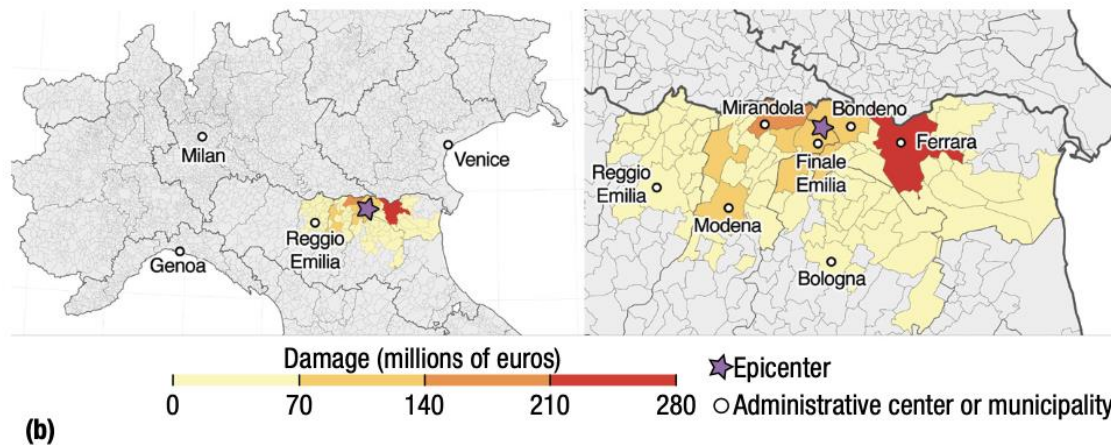 Milan
Venice
Reggio
Emilia
Genoa
Mirandola
Bondeno
Ferrara
Finale
Emilia
Reggio
Emilia
Modena
Bologna
Damage (millions of euros)
0 70 140 210 280
Epicenter
Administrative center or municipality
(b)